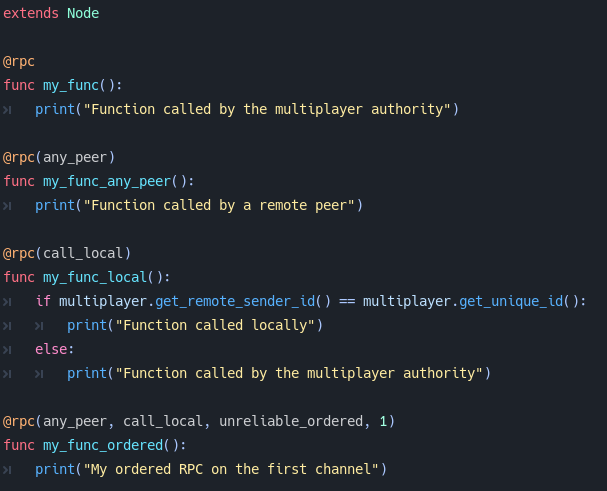 extends Node
@rpc
func my_func():
print("Function called by the multiplayer authority")
@rpc(any_peer)
func my_func_any_peer():
print("Function called by a remote peer")
@rpc(call_local)
func my_func_local():
if multiplayer.get_remote_sender_id() == multiplayer.get_unique_id():
print("Function called locally")
else:
print("Function called by the multiplayer authority")
@rpc(any_peer, call_local, unreliable_ordered, 1)
func my_func_ordered():
print("My ordered RPC on the first channel")